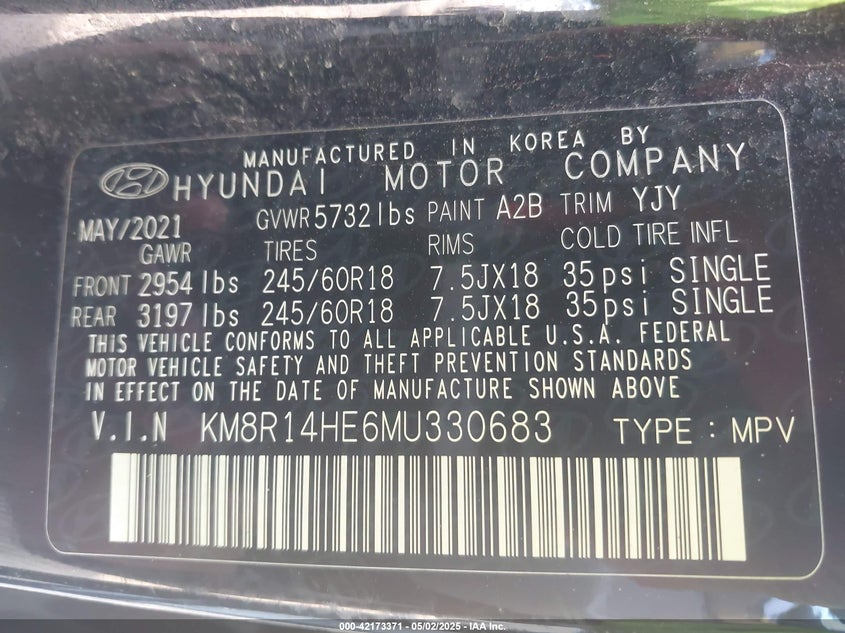 MANUFACTURED IN KOREA BY
HYUNDAI MOTOR COMPANY
MAY/2021 GVWR 5732 lbs PAINT A2B TRIM YJY
GAWR TIRES RIMS COLD TIRE INFL
FRONT 2954 lbs 245/60R18 7.5JX18 35psi SINGLE
REAR 3197 lbs 245/60R18 7.5JX18 35psi SINGLE
THIS VEHICLE CONFORMS TO ALL APPLICABLE U.S.A. FEDERAL
MOTOR VEHICLE SAFETY AND THEFT PREVENTION STANDARDS
IN EFFECT ON THE DATE OF MANUFACTURE SHOWN ABOVE
V.I.N KM8R14HE6MU330683 TYPE : MPV
000-42173371 - 05/02/2025 - IAA Inc.